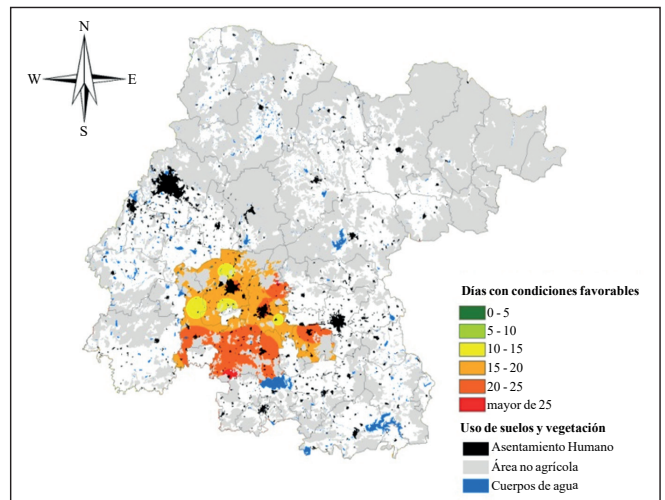 N
W
E
S
Días con condiciones favorables
0 - 5
5 - 10
10 - 15
15 - 20
20 - 25
mayor de 25
Uso de suelos y vegetación
Asentamiento Humano
Área no agrícola
Cuerpos de agua